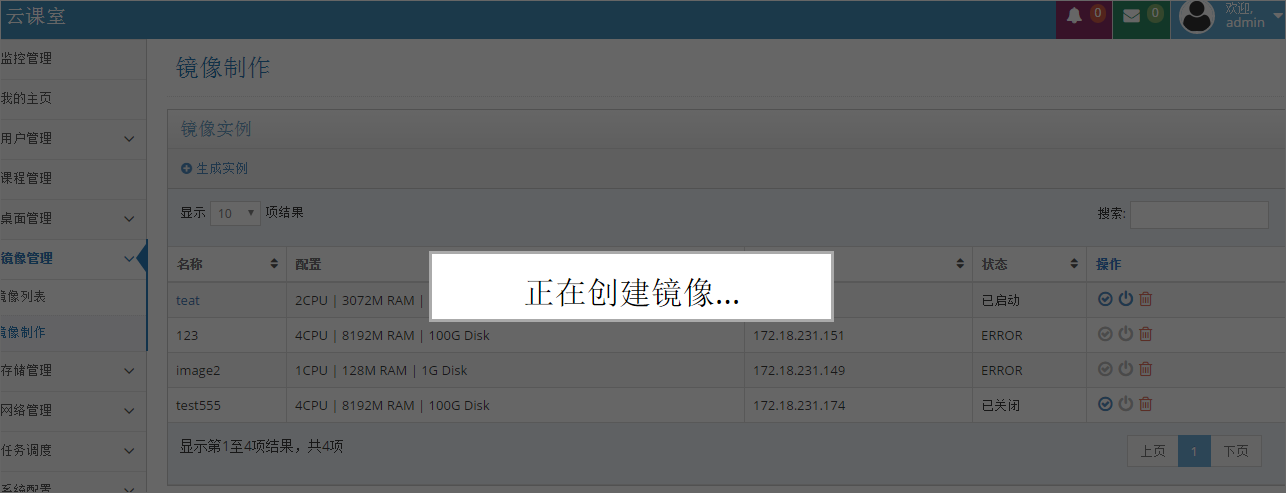 云课室
0
0
欢迎,
admin
监控管理
我的主页
用户管理
课程管理
桌面管理
镜像管理
镜像列表
镜像制作
存储管理
网络管理
任务调度
系统配置
镜像制作
镜像实例
生成实例
显示 10 项结果
搜索:
名称 配置 状态 操作
teat 2CPU | 3072M RAM | 已启动
123 4CPU | 8192M RAM | 100G Disk 172.18.231.151 ERROR
image2 1CPU | 128M RAM | 1G Disk 172.18.231.149 ERROR
test555 4CPU | 8192M RAM | 100G Disk 172.18.231.174 已关闭
正在创建镜像...
显示第1至4项结果，共4项
上页 1 下页